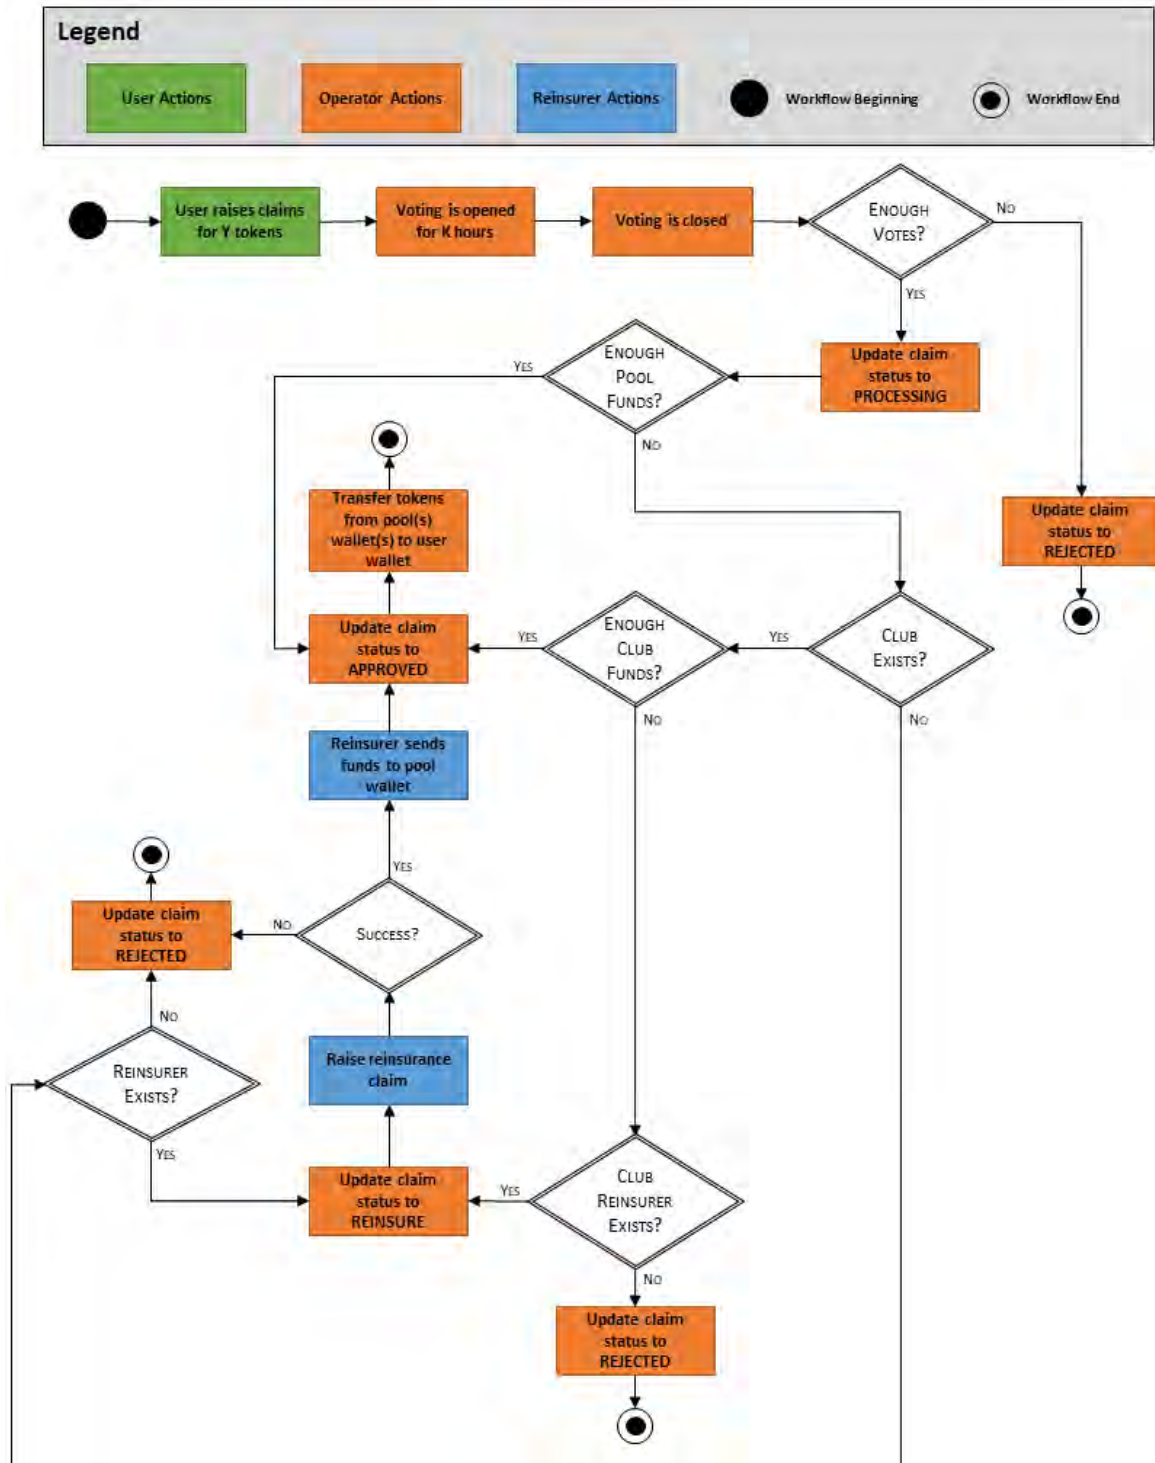 Legend
User Actions
Operator Actions
Reinsurer Actions
Workflow Beginning
Workflow End
User raises claims
for Y tokens
Voting is opened
for K hours
Voting is closed
ENOUGH
VOTES?
NO
YES
Update claim
status to
PROCESSING
ENOUGH
POOL
FUNDS?
YES
NO
Transfer tokens
from pool(s)
wallet(s) to user
wallet
Update claim
status to
REJECTED
Update claim
status to
APPROVED
YES
ENOUGH
CLUB
FUNDS?
YES
CLUB
EXISTS?
NO
NO
Reinsurer sends
funds to pool
wallet
YES
Update claim
status to
REJECTED
NO
SUCCESS?
NO
Raise reinsurance
claim
REINSURER
EXISTS?
YES
Update claim
status to
REINSURE
YES
CLUB
REINSURER
EXISTS?
NO
Update claim
status to
REJECTED